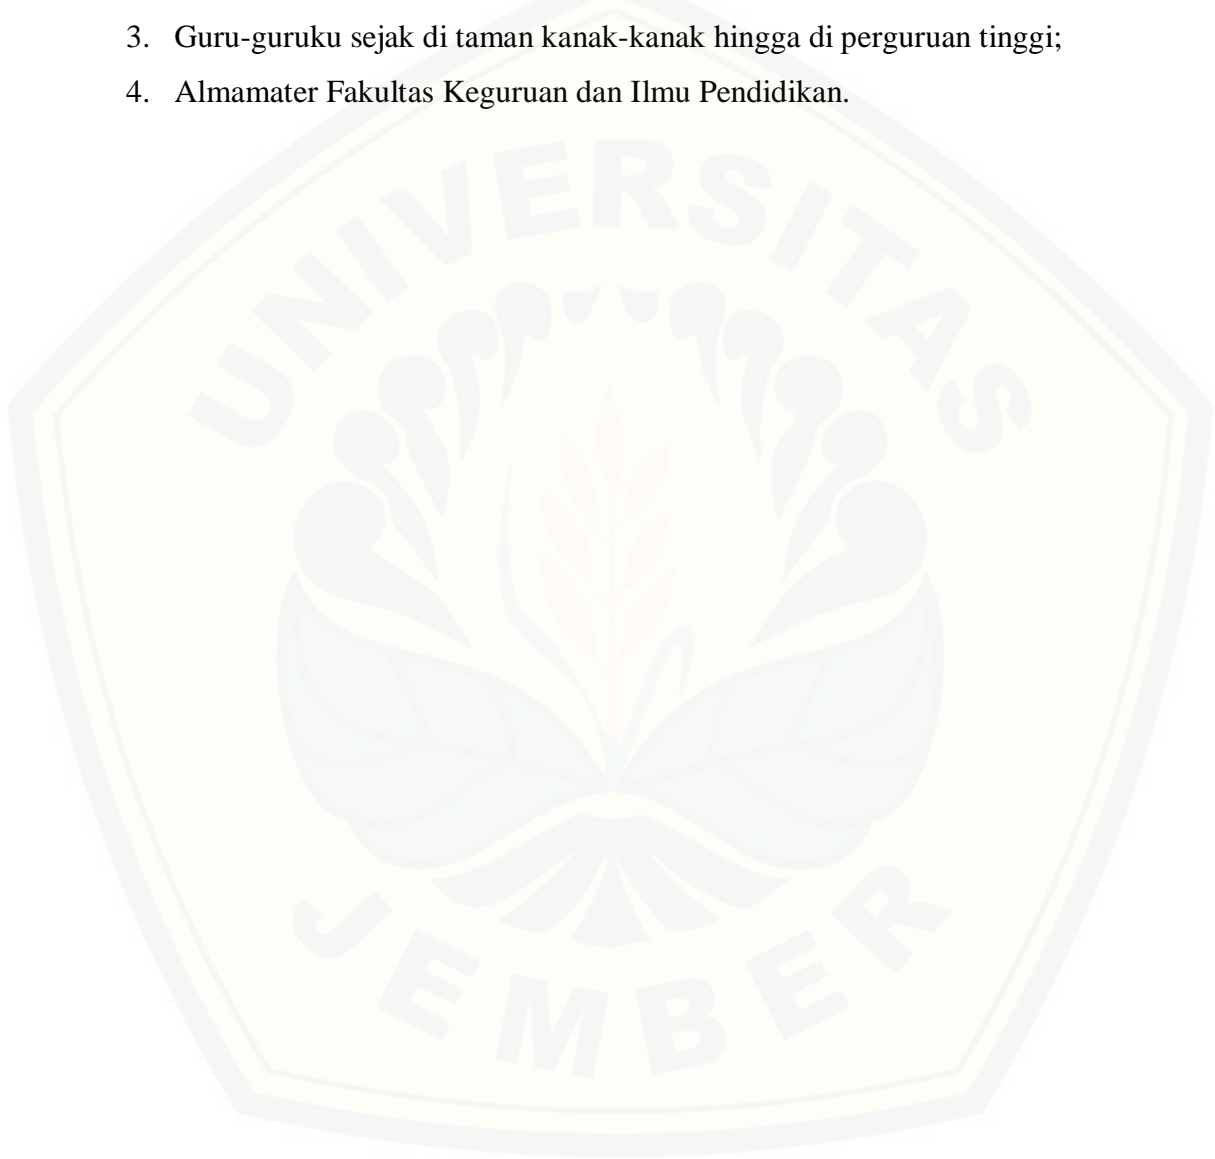 3. Guru-guruku sejak di taman kanak-kanak hingga di perguruan tinggi;
4. Almamater Fakultas Keguruan dan Ilmu Pendidikan.
UNIVERSITAS
JEMBER